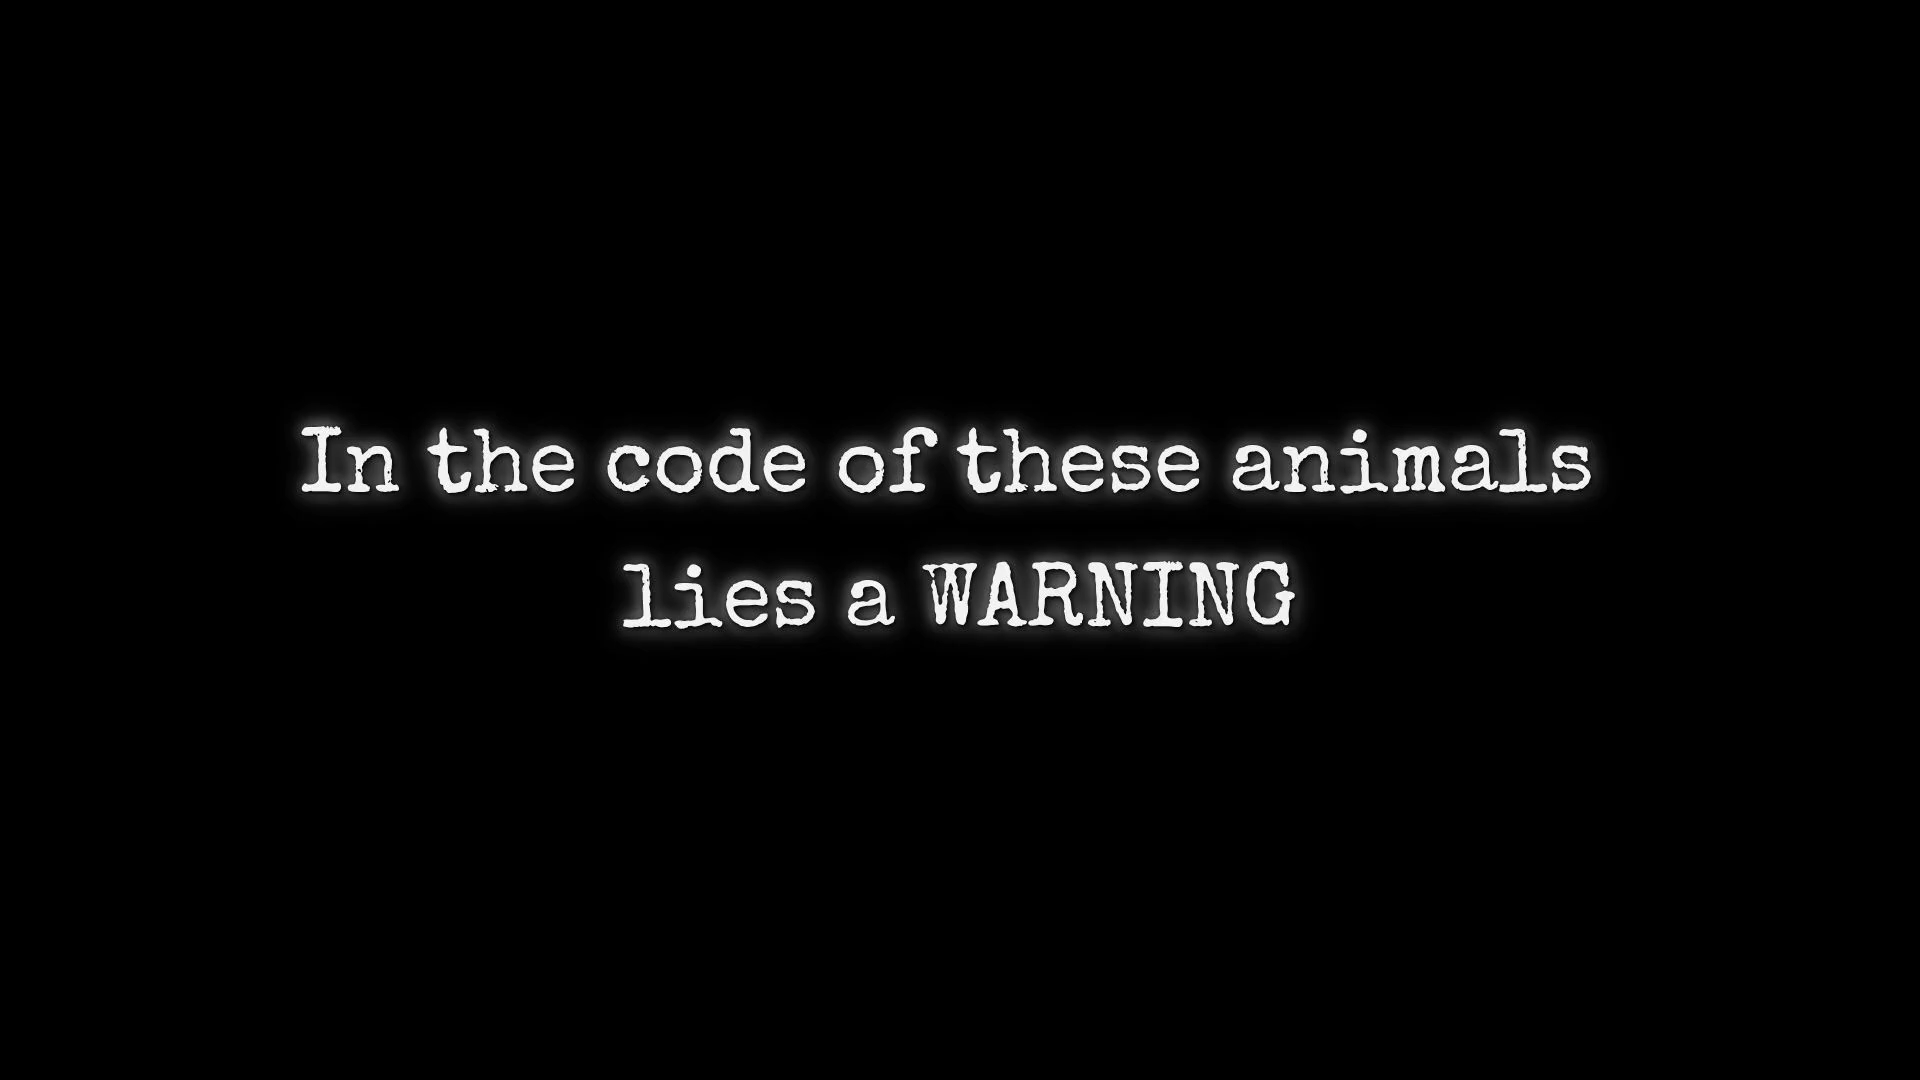 In the code of these animals
lies a WARNING